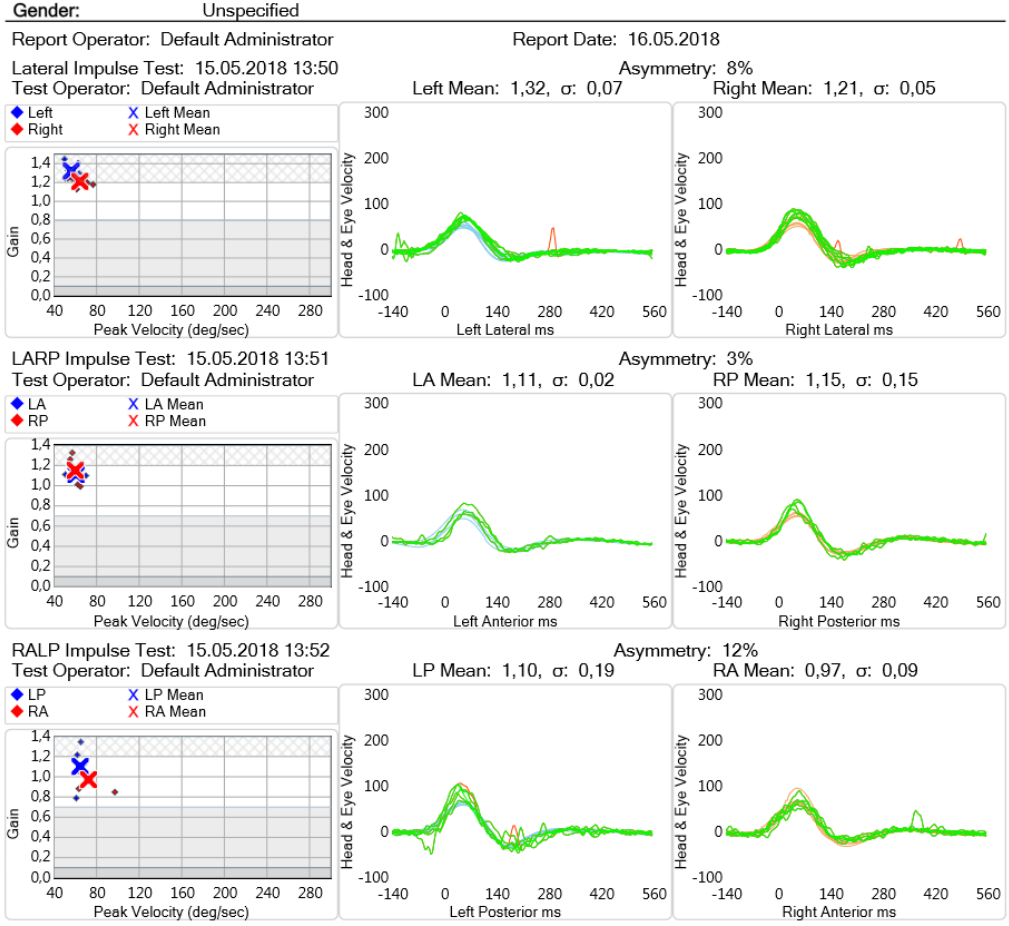 Gender: Unspecified
Report Operator: Default Administrator Report Date: 16.05.2018
Lateral Impulse Test: 15.05.2018 13:50 Asymmetry: 8%
Test Operator: Default Administrator Left Mean: 1,32, σ: 0,07 Right Mean: 1,21, σ: 0,05
Left X Left Mean
Right X Right Mean
Gain
1,4
1,2
1,0
0,8
0,6
0,4
0,2
0,0
40 80 120 160 200 240 280
Peak Velocity (deg/sec)
Head & Eye Velocity
300
200
100
0
-100
-140 0 140 280 420 560
Left Lateral ms
Head & Eye Velocity
300
200
100
0
-100
-140 0 140 280 420 560
Right Lateral ms
LARP Impulse Test: 15.05.2018 13:51 Asymmetry: 3%
Test Operator: Default Administrator LA Mean: 1,11, σ: 0,02 RP Mean: 1,15, σ: 0,15
LA X LA Mean
RP X RP Mean
Gain
1,4
1,2
1,0
0,8
0,6
0,4
0,2
0,0
40 80 120 160 200 240 280
Peak Velocity (deg/sec)
Head & Eye Velocity
300
200
100
0
-100
-140 0 140 280 420 560
Left Anterior ms
Head & Eye Velocity
300
200
100
0
-100
-140 0 140 280 420 560
Right Posterior ms
RALP Impulse Test: 15.05.2018 13:52 Asymmetry: 12%
Test Operator: Default Administrator LP Mean: 1,10, σ: 0,19 RA Mean: 0,97, σ: 0,09
LP X LP Mean
RA X RA Mean
Gain
1,4
1,2
1,0
0,8
0,6
0,4
0,2
0,0
40 80 120 160 200 240 280
Peak Velocity (deg/sec)
Head & Eye Velocity
300
200
100
0
-100
-140 0 140 280 420 560
Left Posterior ms
Head & Eye Velocity
300
200
100
0
-100
-140 0 140 280 420 560
Right Anterior ms